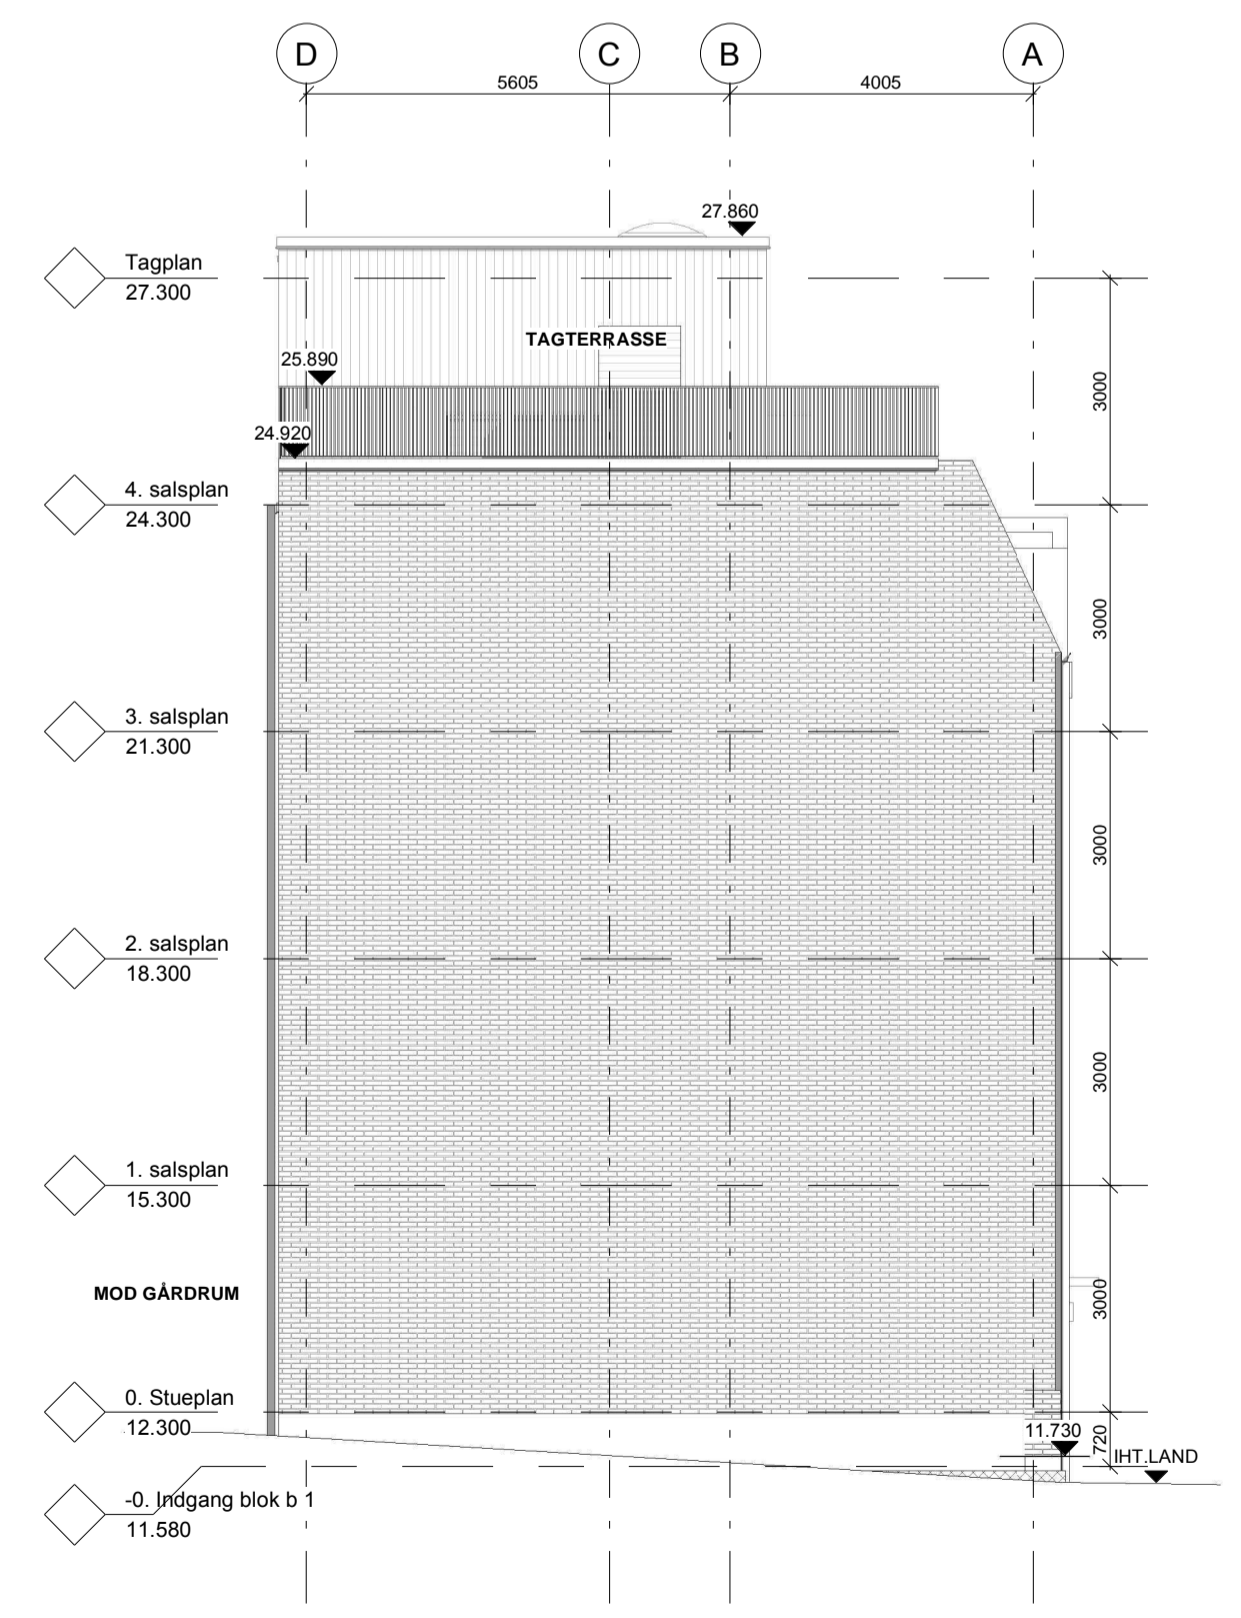 D
C
B
A
5605
4005
27.860
Tagplan
27.300
TAGTERRASSE
25.890
3000
24.920
4. salsplan
24.300
3000
3. salsplan
21.300
3000
2. salsplan
18.300
3000
1. salsplan
15.300
MOD GÅRDRUM
3000
0. Stueplan
12.300
11.730
720
IHT.LAND
-0. Indgang blok b 1
11.580